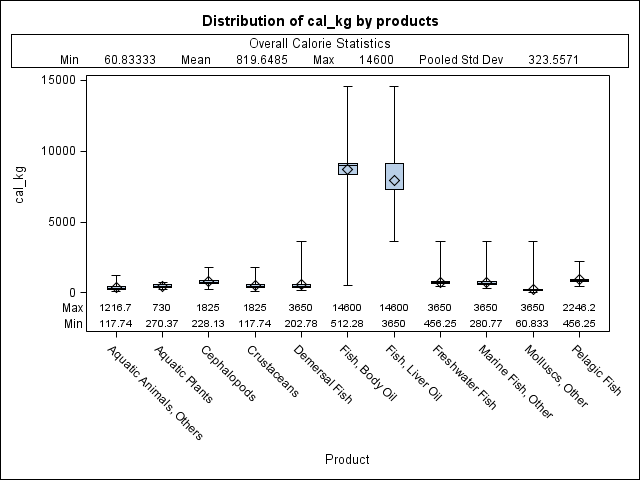 Distribution of cal_kg by products
Overall Calorie Statistics
Min 60.83333 Mean 819.6485 Max 14600 Pooled Std Dev 323.5571
15000
10000
5000
0
cal_kg
Max 1216.7 730 1825 1825 3650 14600 14600 3650 3650 3650 2246.2
Min 117.74 270.37 228.13 117.74 202.78 512.28 3650 456.25 280.77 60.833 456.25
Aquatic Animals, Others
Aquatic Plants
Cephalopods
Crustaceans
Demersal Fish
Fish, Body Oil
Fish, Liver Oil
Freshwater Fish
Marine Fish, Other
Molluscs, Other
Pelagic Fish
Product